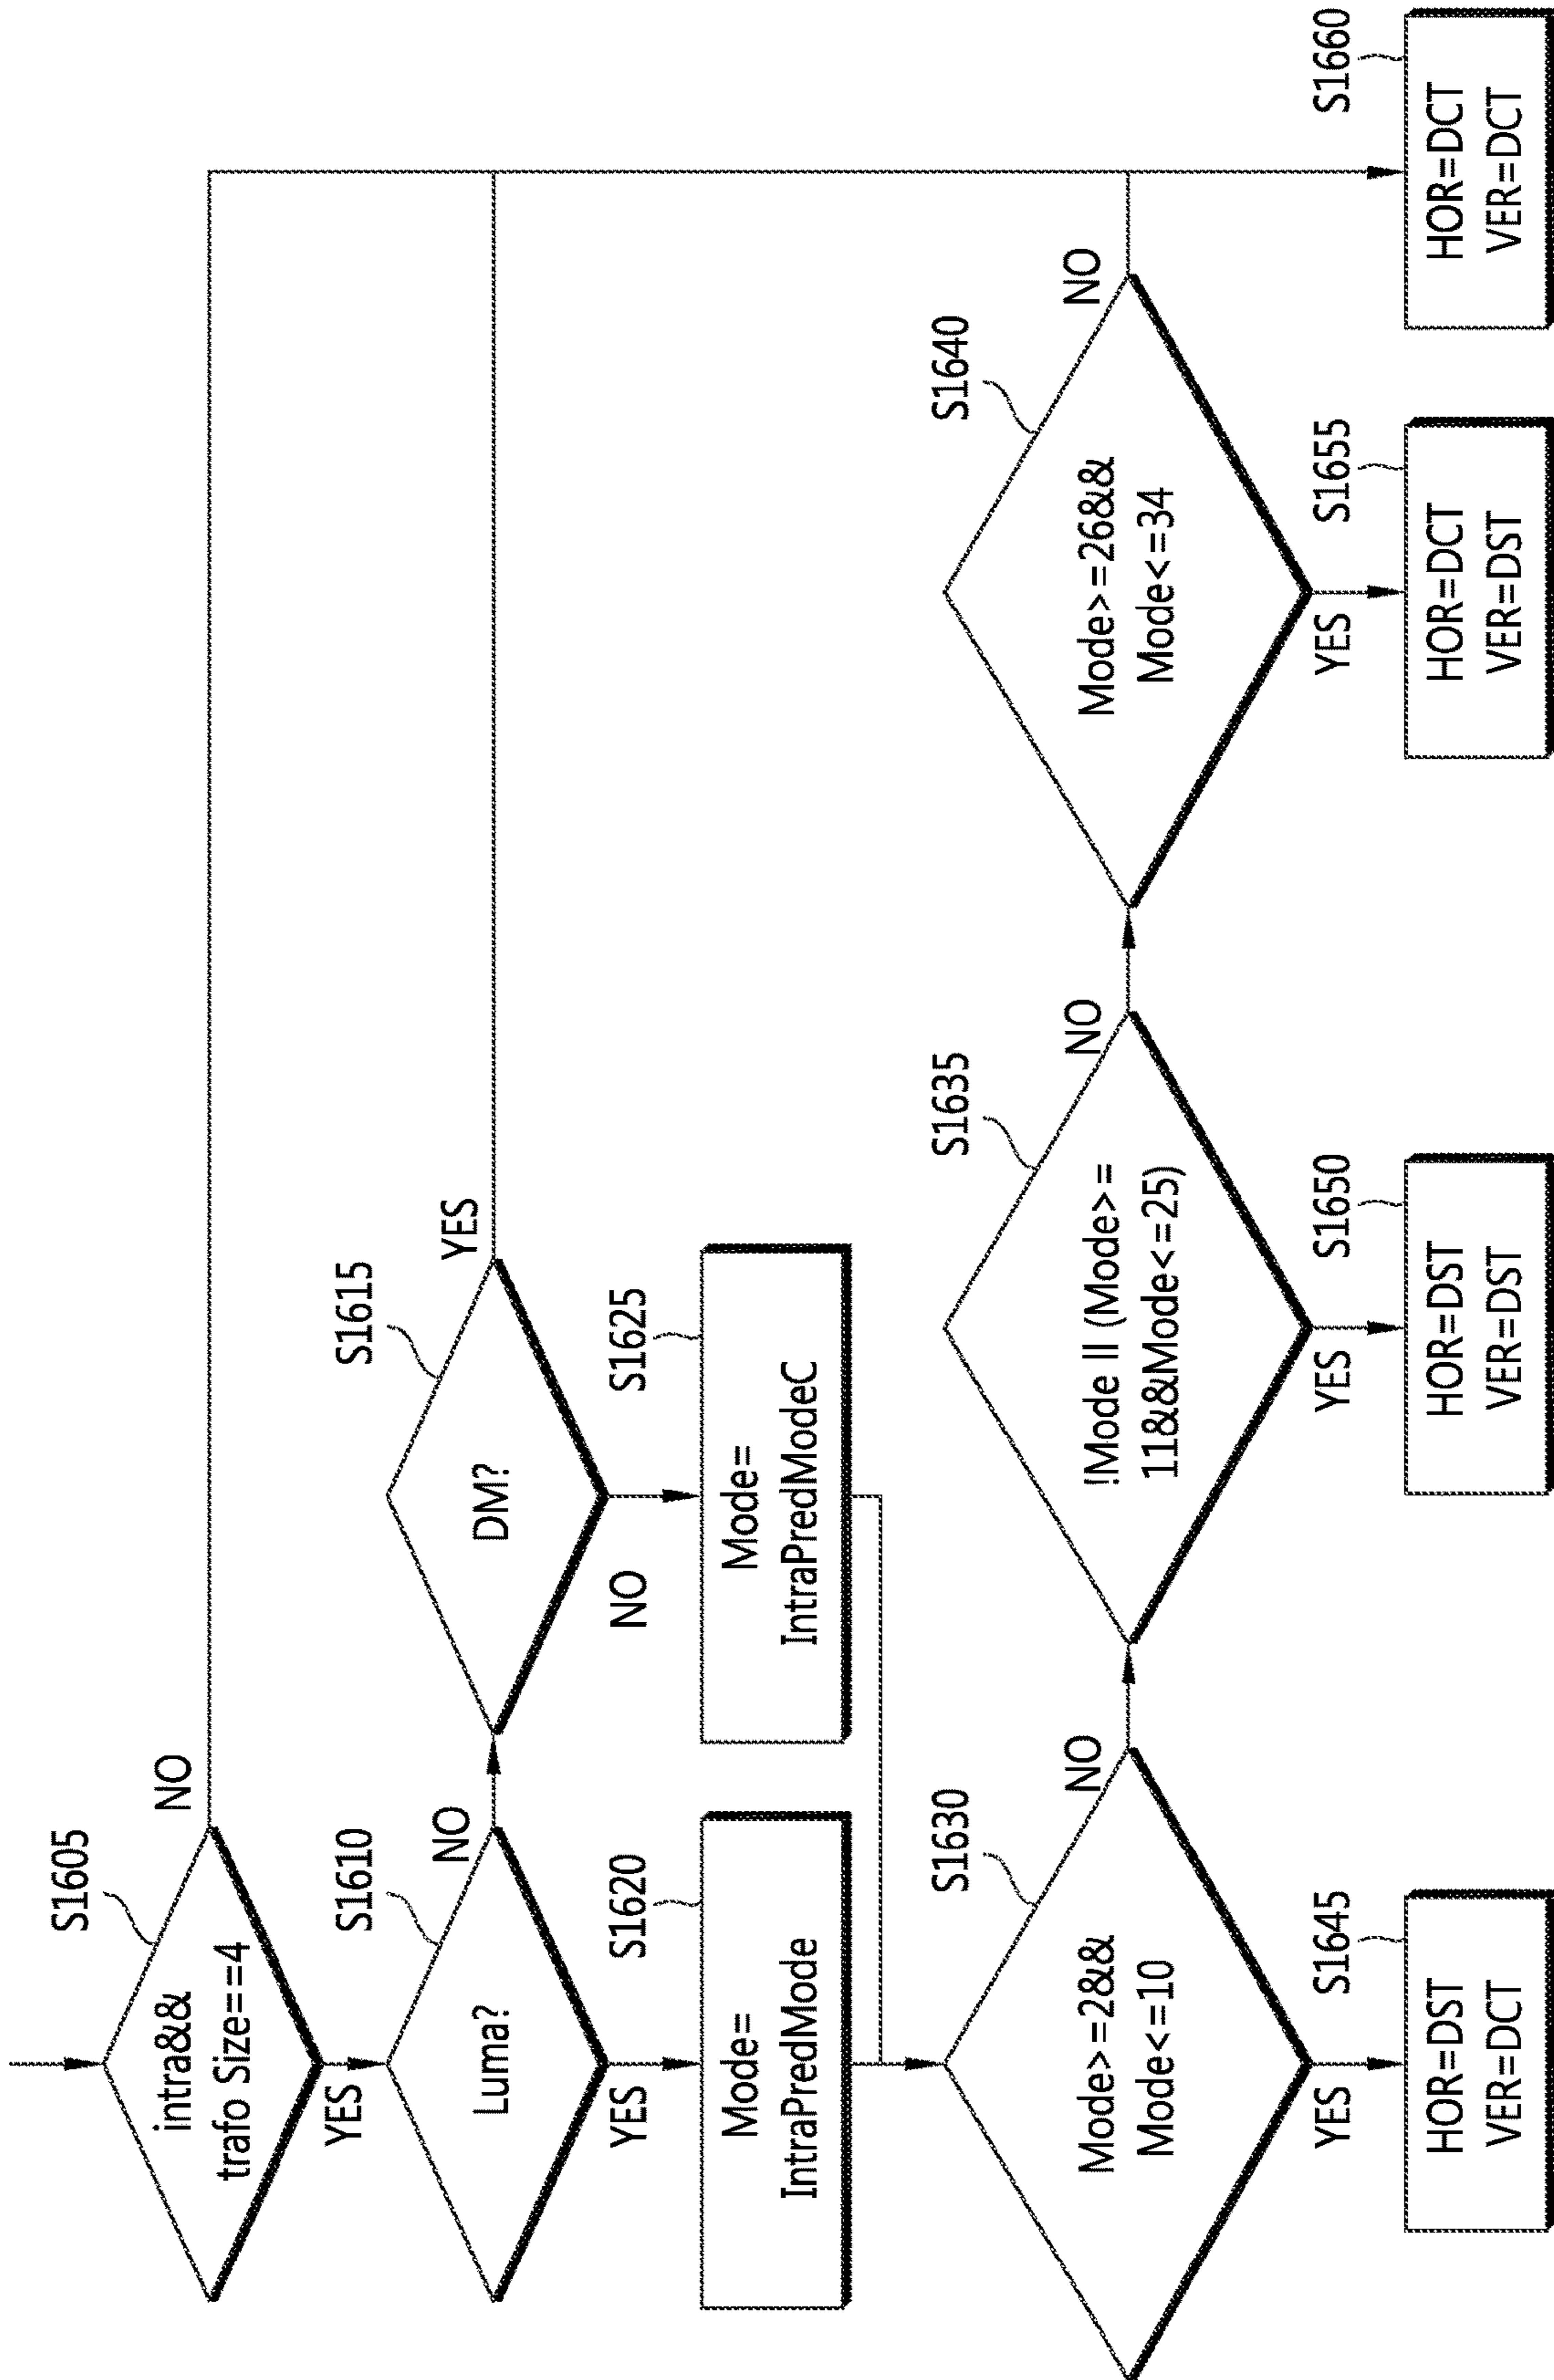 S1605
intra&&
trafo Size==4
NO
YES
S1610
Luma?
NO
YES
S1615
DM?
YES
NO
S1620
Mode=
IntraPredMode
S1625
Mode=
IntraPredModeC
S1630
Mode>=2&&
Mode<=10
NO
YES
S1635
!Mode II (Mode>=
11&&Mode<=25)
NO
YES
S1640
Mode>=26&&
Mode<=34
NO
YES
S1645
HOR=DST
VER=DCT
S1650
HOR=DST
VER=DST
S1655
HOR=DCT
VER=DST
S1660
HOR=DCT
VER=DCT